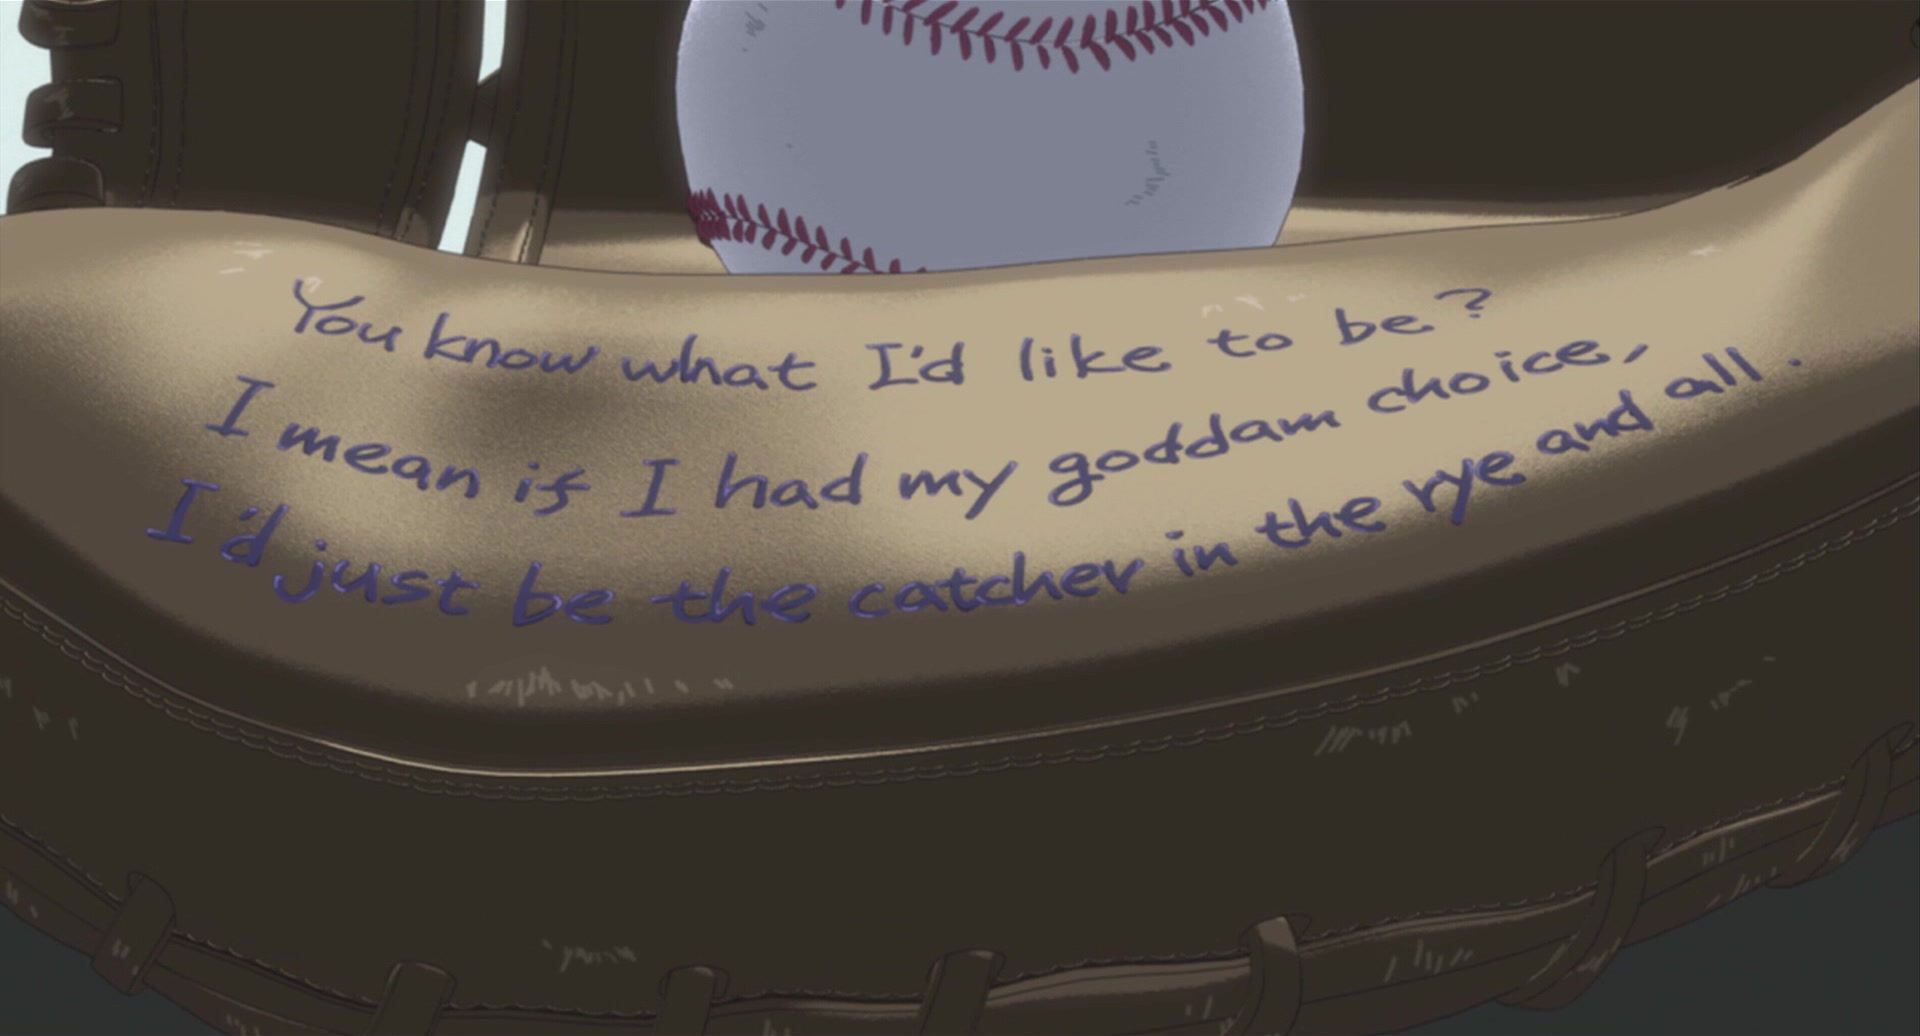 You know what I'd like to be?
I mean if I had my goddam choice,
I'd just be the catcher in the rye and all.